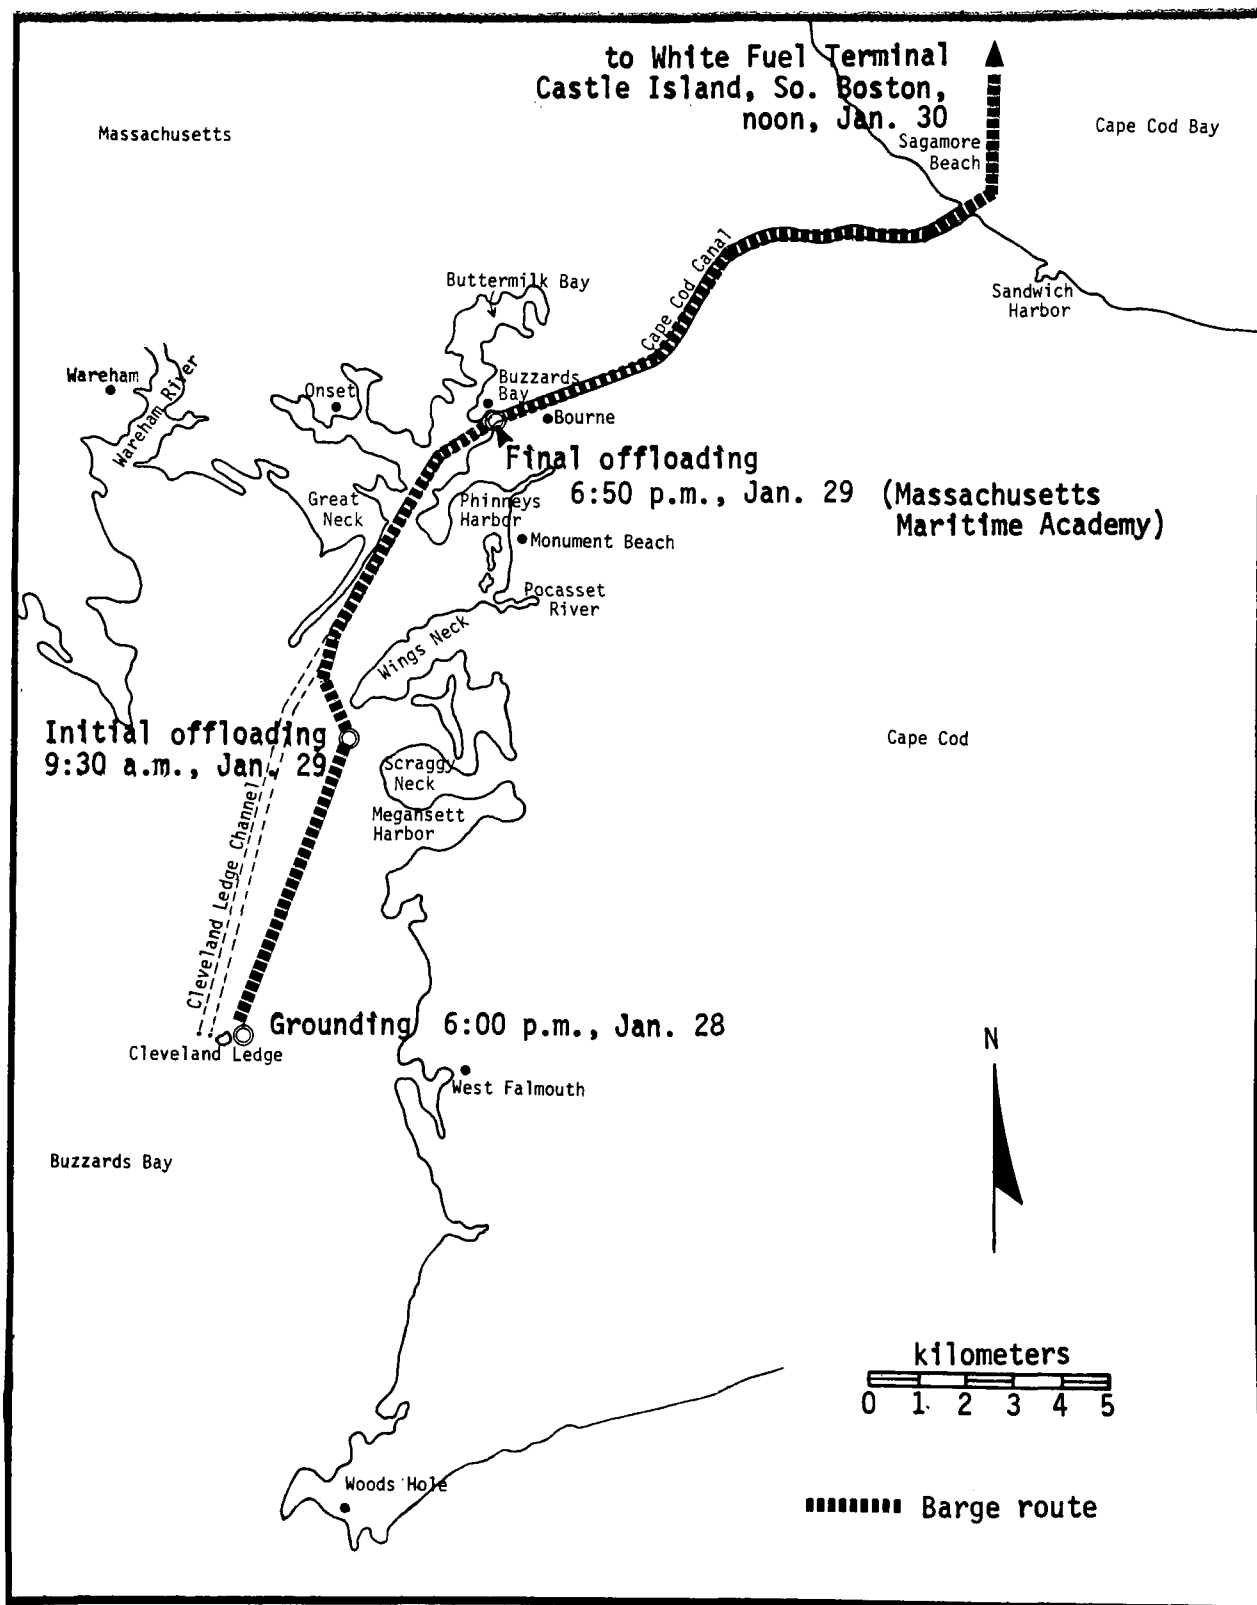 to White Fuel Terminal
Castle Island, So. Boston,
noon, Jan. 30
Massachusetts
Cape Cod Bay
Sagamore
Beach
Cape Cod Canal
Buttermilk Bay
Sandwich
Harbor
Wareham
Wareham River
Onset
Buzzards
Bay
Bourne
Final offloading
6:50 p.m., Jan. 29 (Massachusetts
Maritime Academy)
Great
Neck
Phinneys
Harbor
Monument Beach
Pocasset
River
Wings Neck
Initial offloading
9:30 a.m., Jan. 29
Cape Cod
Scraggy
Neck
Megansett
Harbor
Cleveland Ledge Channel
Grounding 6:00 p.m., Jan. 28
Cleveland Ledge
N
West Falmouth
Buzzards Bay
kilometers
0 1 2 3 4 5
Woods Hole
Barge route